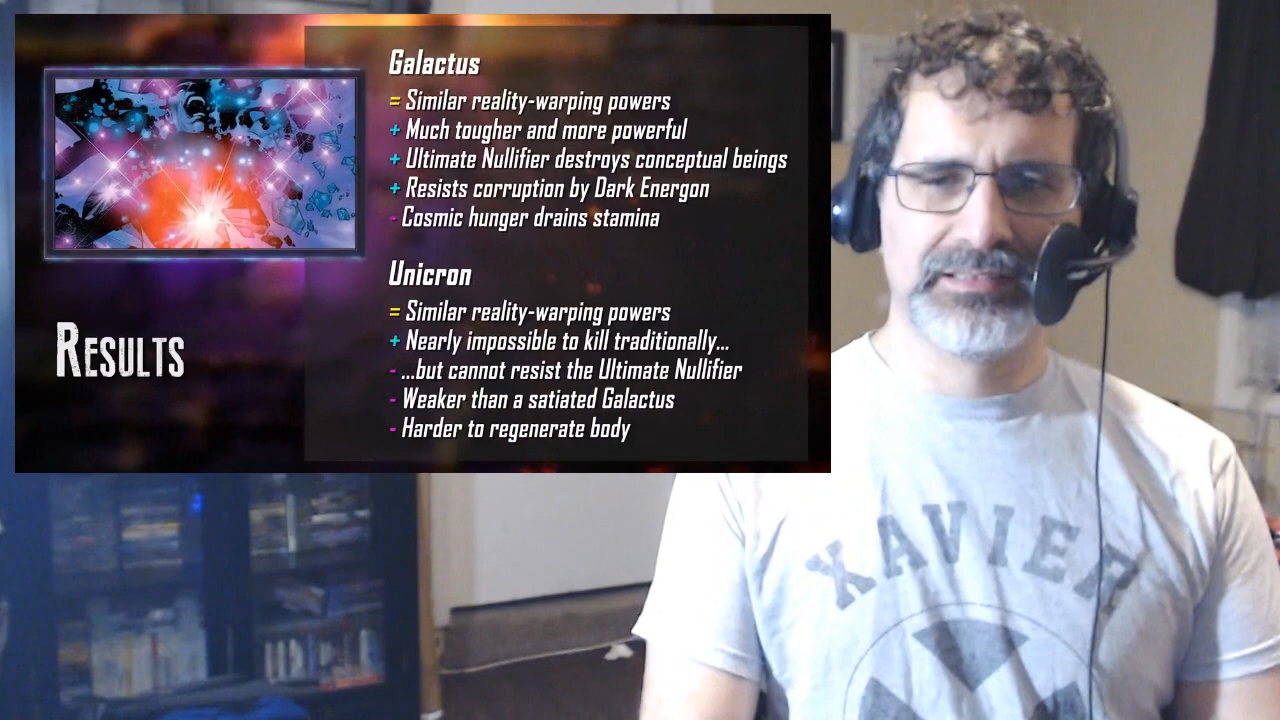 Galactus
= Similar reality-warping powers
+ Much tougher and more powerful
+ Ultimate Nullifier destroys conceptual beings
+ Resists corruption by Dark Energon
- Cosmic hunger drains stamina
Unicron
= Similar reality-warping powers
+ Nearly impossible to kill traditionally...
- ...but cannot resist the Ultimate Nullifier
- Weaker than a satiated Galactus
- Harder to regenerate body
Results
XAVIER